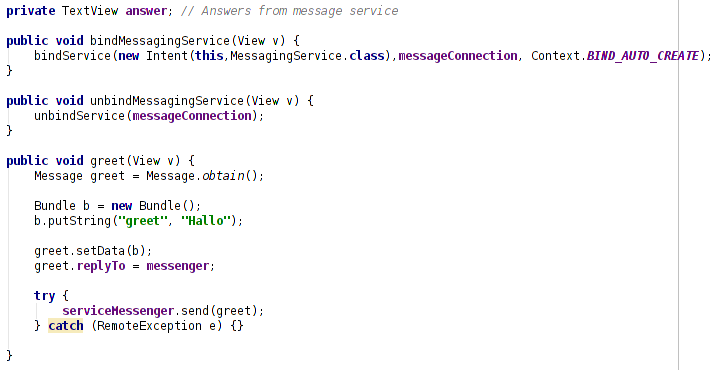 private TextView answer; // Answers from message service
public void bindMessagingService(View v) {
bindService(new Intent(this,MessagingService.class),messageConnection, Context.BIND_AUTO_CREATE);
}
public void unbindMessagingService(View v) {
unbindService(messageConnection);
}
public void greet(View v) {
Message greet = Message.obtain();
Bundle b = new Bundle();
b.putString("greet", "Hallo");
greet.setData(b);
greet.replyTo = messenger;
try {
serviceMessenger.send(greet);
} catch (RemoteException e) {}
}